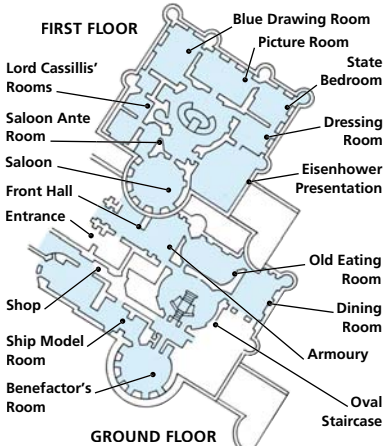 FIRST FLOOR
Blue Drawing Room
Picture Room
State
Bedroom
Lord Cassillis'
Rooms
Dressing
Room
Saloon Ante
Room
Saloon
Eisenhower
Presentation
Front Hall
Entrance
Old Eating
Room
Shop
Dining
Room
Ship Model
Room
Armoury
Benefactor's
Room
Oval
Staircase
GROUND FLOOR